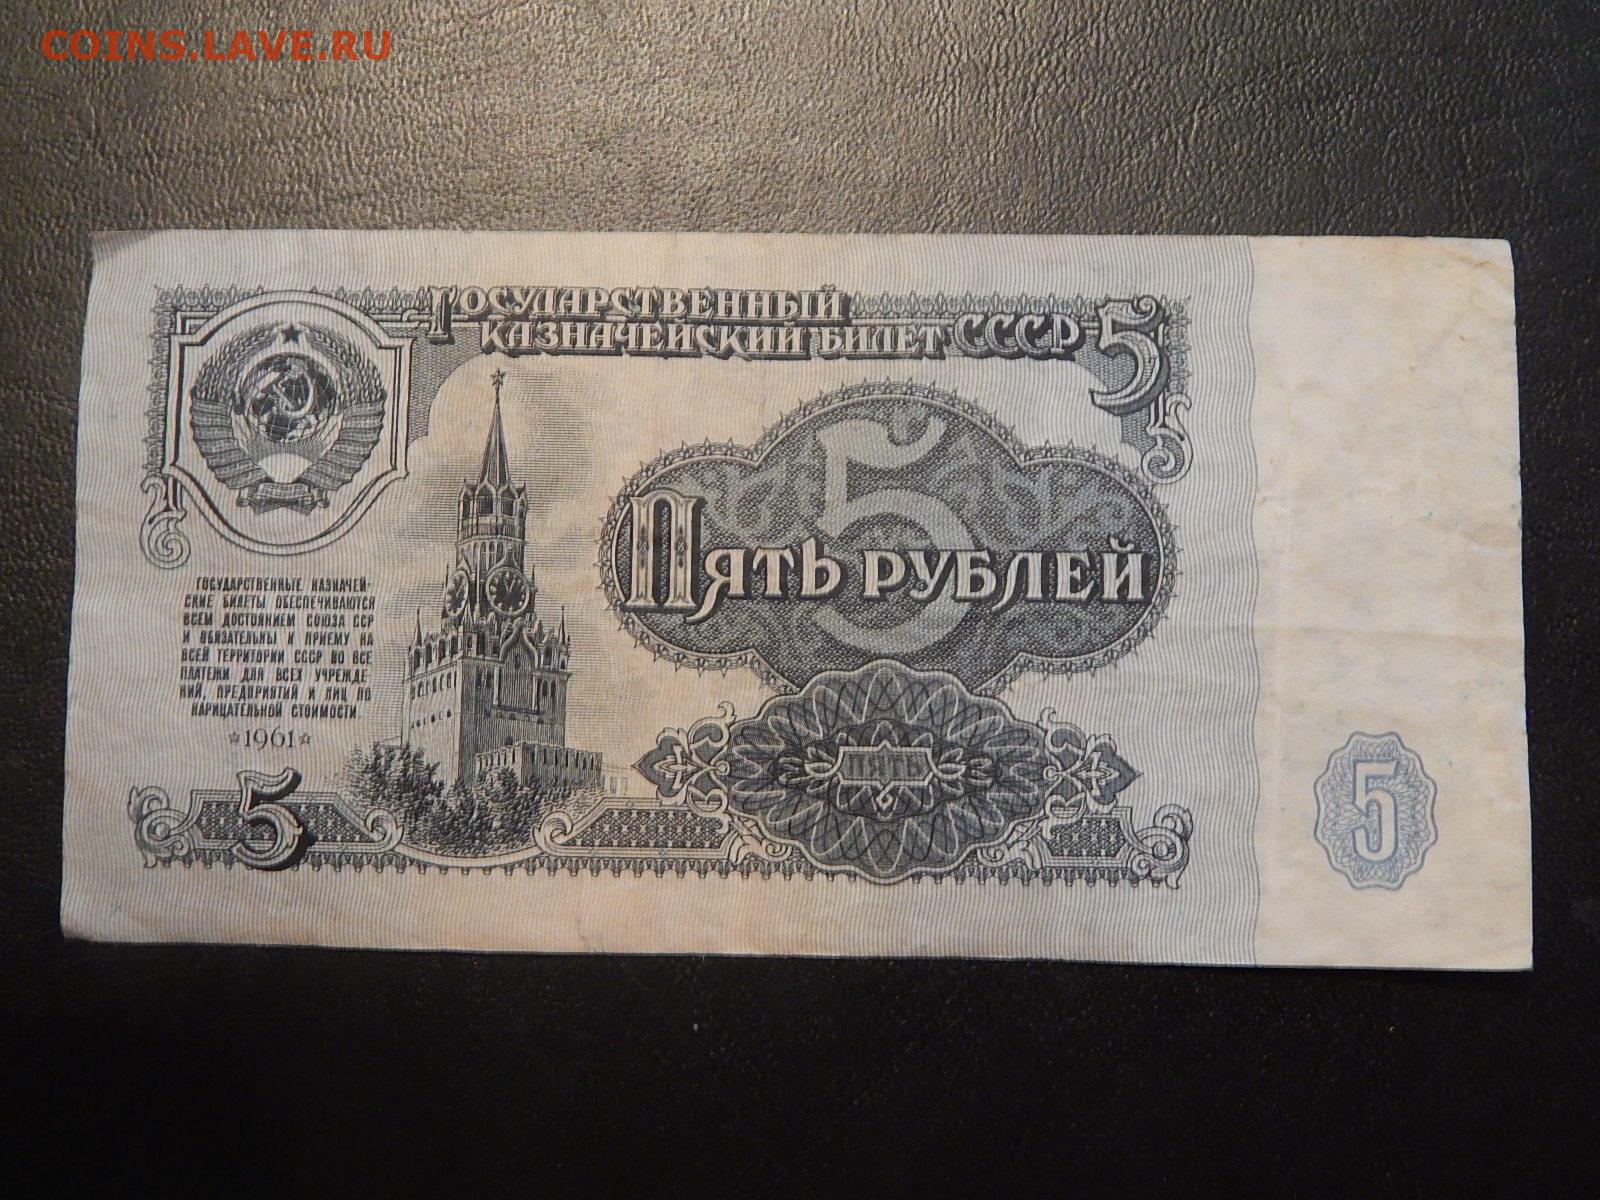 COINS.LAVE.RU
ГОСУДАРСТВЕННЫЙ
КАЗНАЧЕЙСКИЙ БИЛЕТ СССР 5
5
ПЯТЬ РУБЛЕЙ
ГОСУДАРСТВЕННЫЕ КАЗНАЧЕЙ-
СКИЕ БИЛЕТЫ ОБЕСПЕЧИВАЮТСЯ
ВСЕМ ДОСТОЯНИЕМ СОЮЗА ССР
И ОБЯЗАТЕЛЬНЫ К ПРИЕМУ НА
ВСЕЙ ТЕРРИТОРИИ СССР ВО ВСЕ
ПЛАТЕЖИ ДЛЯ ВСЕХ УЧРЕЖДЕ-
НИЙ, ПРЕДПРИЯТИЙ И ЛИЦ ПО
НАРИЦАТЕЛЬНОЙ СТОИМОСТИ.
☆1961☆
ПЯТЬ
5
5